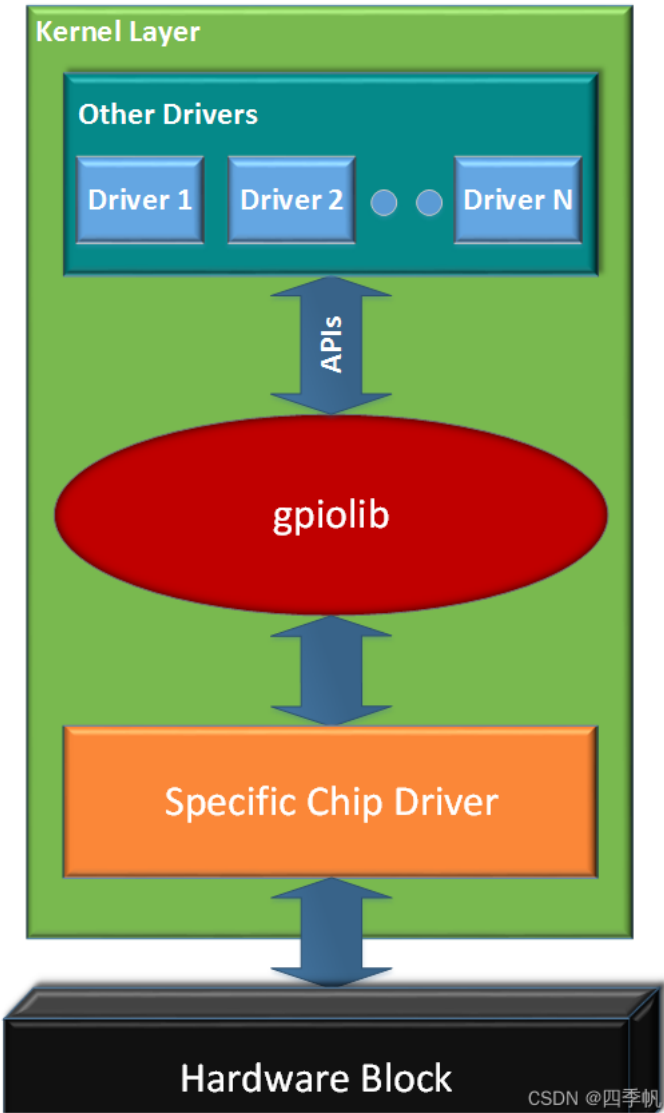 Kernel Layer
Other Drivers
Driver 1 Driver 2 Driver N
APIs
gpiolib
Specific Chip Driver
Hardware Block
CSDN @四季帆